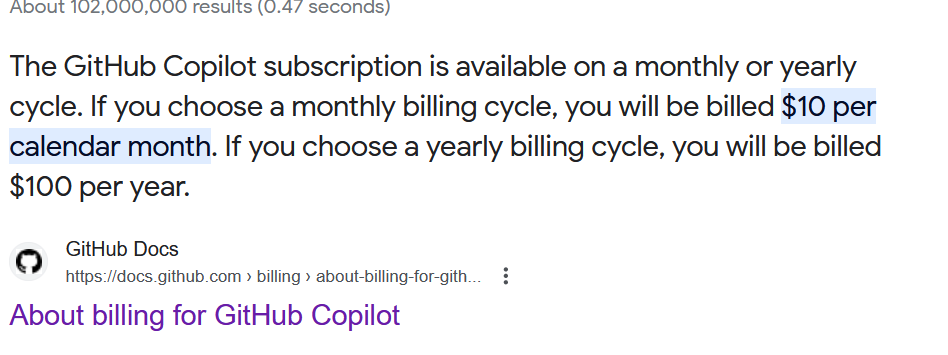 About 102,000,000 results (0.47 seconds)
The GitHub Copilot subscription is available on a monthly or yearly
cycle. If you choose a monthly billing cycle, you will be billed $10 per
calendar month. If you choose a yearly billing cycle, you will be billed
$100 per year.
GitHub Docs
https://docs.github.com › billing › about-billing-for-gith...
About billing for GitHub Copilot